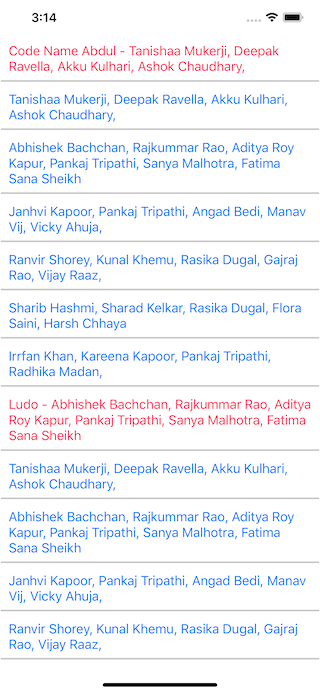 3:14
Code Name Abdul - Tanishaa Mukerji, Deepak
Ravella, Akku Kulhari, Ashok Chaudhary,
Tanishaa Mukerji, Deepak Ravella, Akku Kulhari,
Ashok Chaudhary,
Abhishek Bachchan, Rajkummar Rao, Aditya Roy
Kapur, Pankaj Tripathi, Sanya Malhotra, Fatima
Sana Sheikh
Janhvi Kapoor, Pankaj Tripathi, Angad Bedi, Manav
Vij, Vicky Ahuja,
Ranvir Shorey, Kunal Khemu, Rasika Dugal, Gajraj
Rao, Vijay Raaz,
Sharib Hashmi, Sharad Kelkar, Rasika Dugal, Flora
Saini, Harsh Chhaya
Irrfan Khan, Kareena Kapoor, Pankaj Tripathi,
Radhika Madan,
Ludo - Abhishek Bachchan, Rajkummar Rao, Aditya
Roy Kapur, Pankaj Tripathi, Sanya Malhotra, Fatima
Sana Sheikh
Tanishaa Mukerji, Deepak Ravella, Akku Kulhari,
Ashok Chaudhary,
Abhishek Bachchan, Rajkummar Rao, Aditya Roy
Kapur, Pankaj Tripathi, Sanya Malhotra, Fatima
Sana Sheikh
Janhvi Kapoor, Pankaj Tripathi, Angad Bedi, Manav
Vij, Vicky Ahuja,
Ranvir Shorey, Kunal Khemu, Rasika Dugal, Gajraj
Rao, Vijay Raaz,